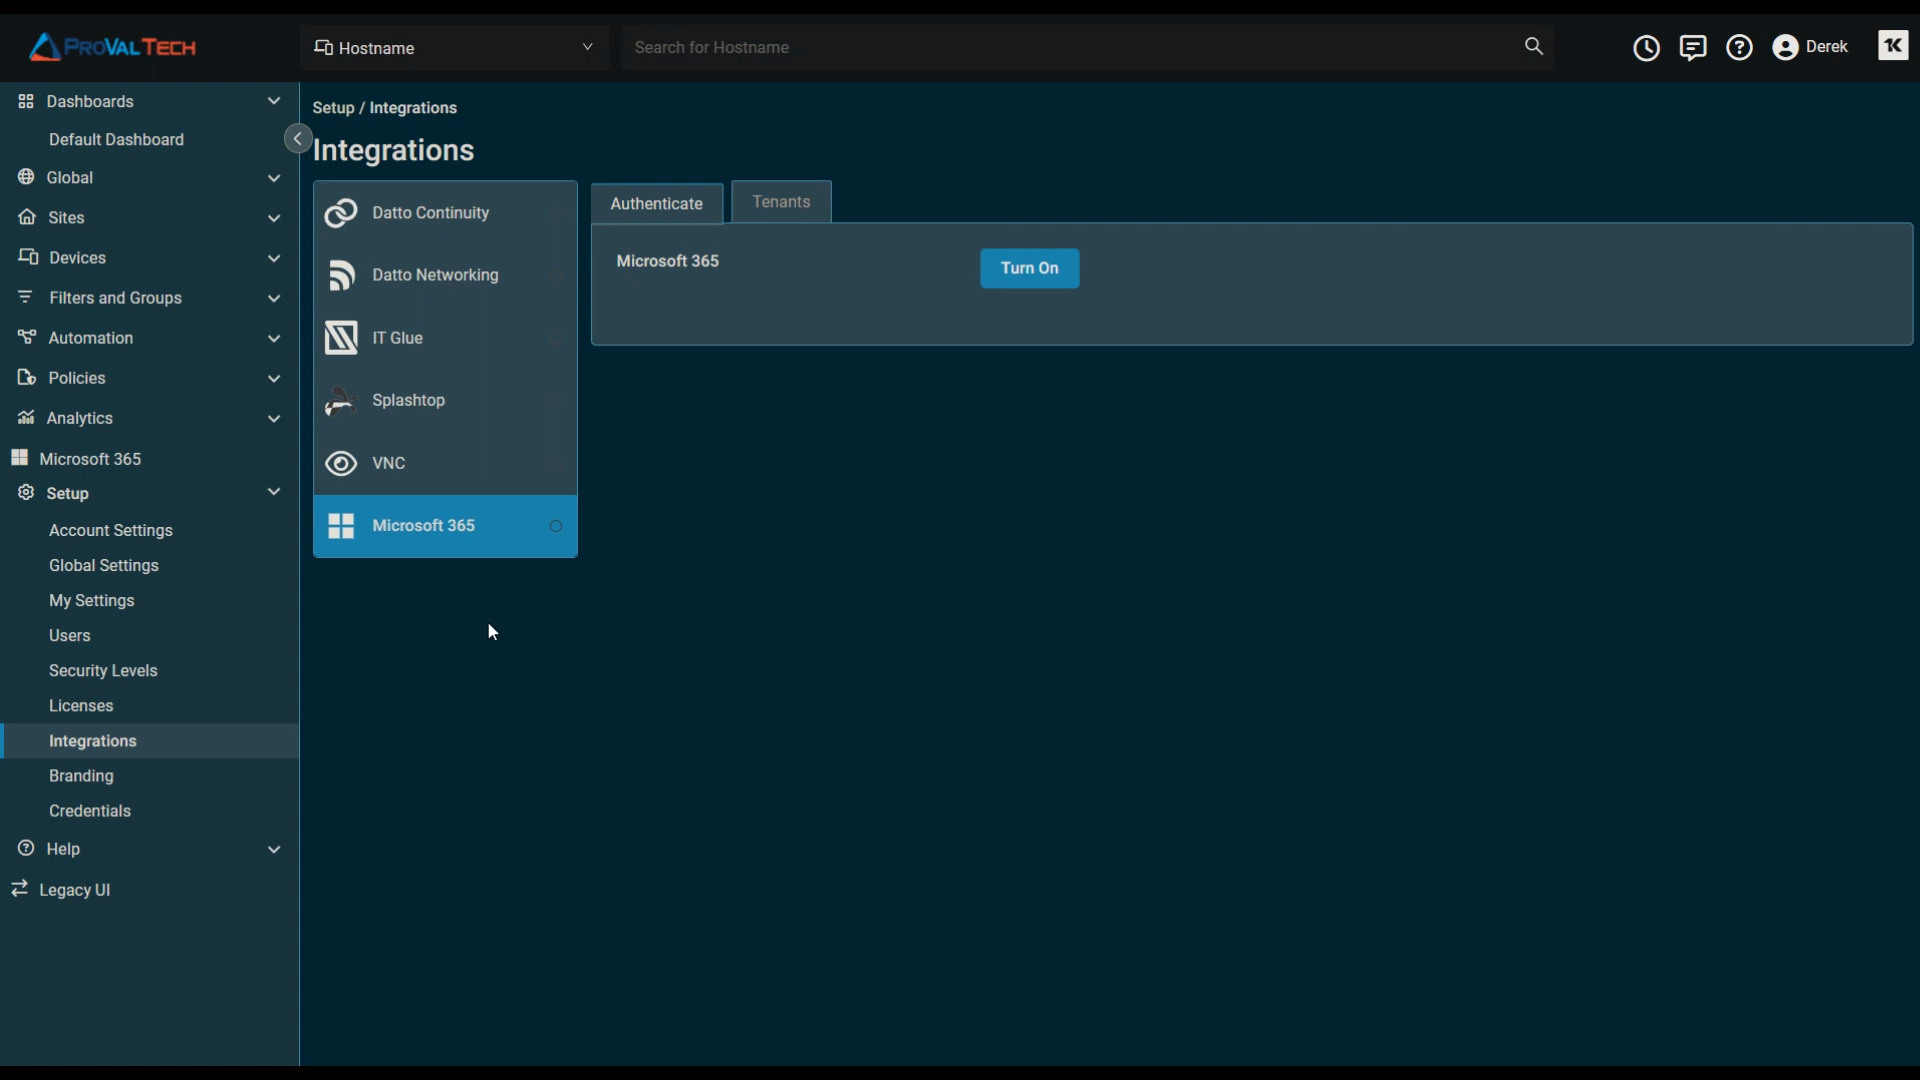 PROVALTECH
Hostname
Search for Hostname
Derek
Dashboards
Default Dashboard
Global
Sites
Devices
Filters and Groups
Automation
Policies
Analytics
Microsoft 365
Setup
Account Settings
Global Settings
My Settings
Users
Security Levels
Licenses
Integrations
Branding
Credentials
Help
Legacy UI
Setup / Integrations
Integrations
Datto Continuity
Datto Networking
IT Glue
Splashtop
VNC
Microsoft 365
Authenticate
Tenants
Microsoft 365
Turn On